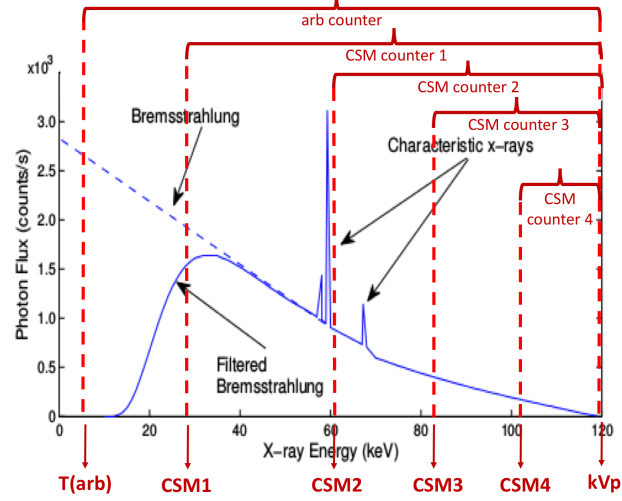 arb counter
CSM counter 1
CSM counter 2
CSM counter 3
CSM
counter 4
x10³
Bremsstrahlung
Characteristic x-rays
Filtered
Bremsstrahlung
Photon Flux (counts/s)
3.0
2.5
2.0
1.5
1.0
0.5
0
0 20 40 60 80 100 120
X-ray Energy (keV)
T(arb) CSM1 CSM2 CSM3 CSM4 kVp